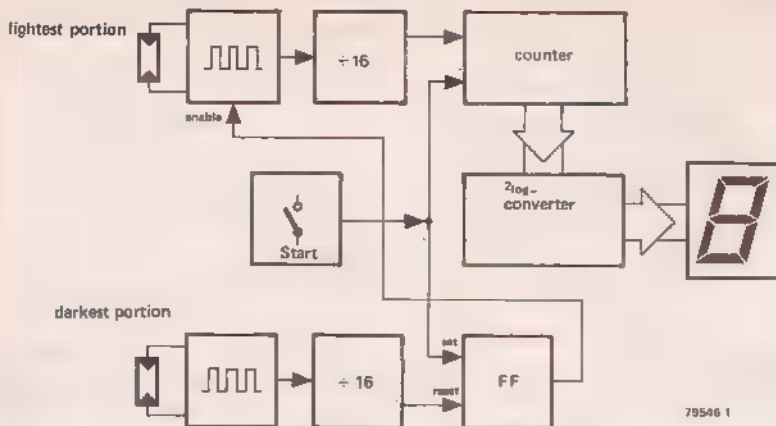 lightest portion
÷ 16
counter
enable
2log-
converter
Start
darkest portion
set
reset
÷ 16
FF
79546 1